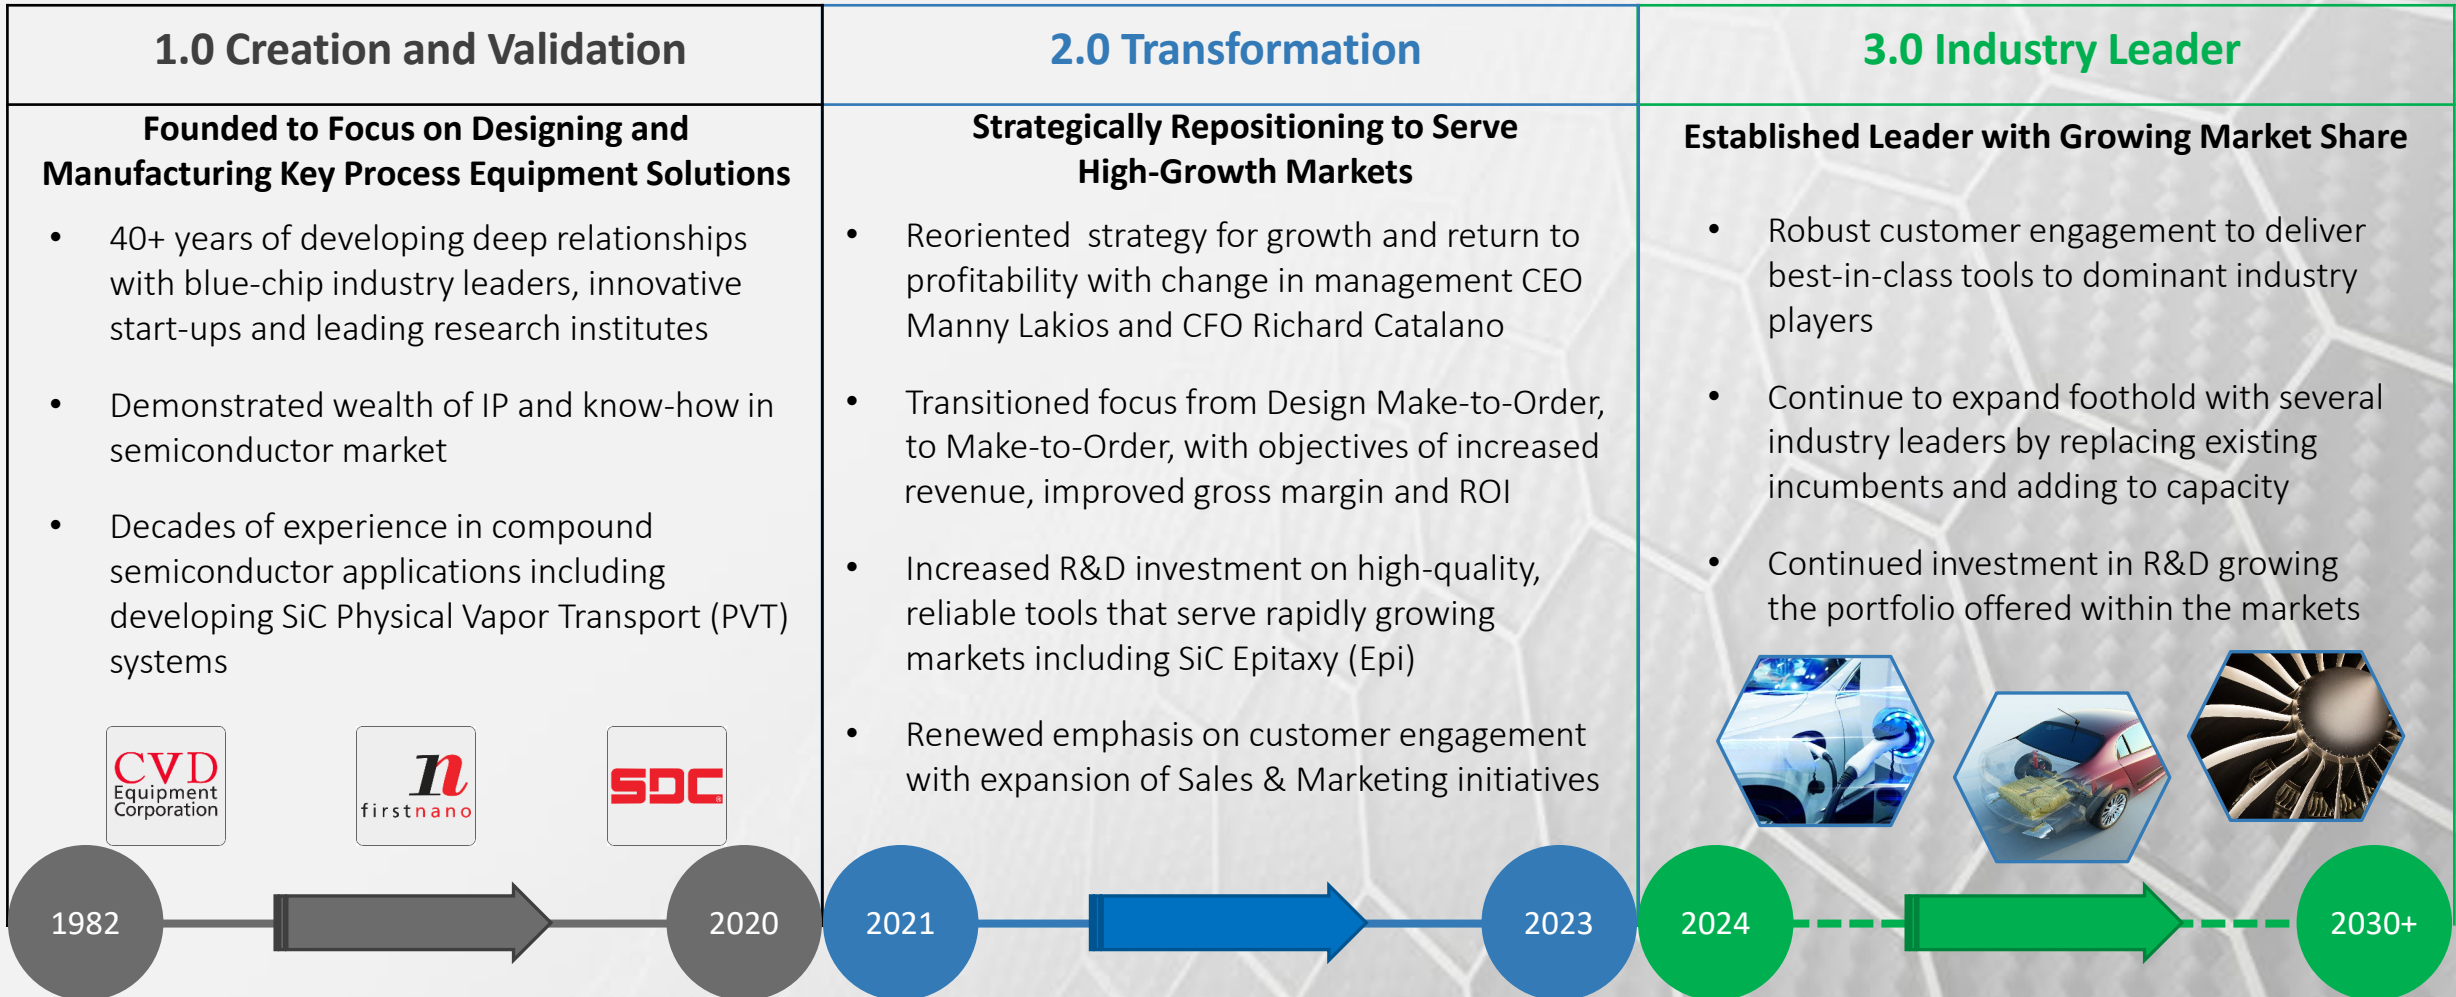 1.0 Creation and Validation
Founded to Focus on Designing and
Manufacturing Key Process Equipment Solutions
• 40+ years of developing deep relationships
with blue-chip industry leaders, innovative
start-ups and leading research institutes
• Demonstrated wealth of IP and know-how in
semiconductor market
• Decades of experience in compound
semiconductor applications including
developing SiC Physical Vapor Transport (PVT)
systems
CVD
Equipment
Corporation
n
firstnano
SDC
1982
2020
2.0 Transformation
Strategically Repositioning to Serve
High-Growth Markets
• Reoriented  strategy for growth and return to
profitability with change in management CEO
Manny Lakios and CFO Richard Catalano
• Transitioned focus from Design Make-to-Order,
to Make-to-Order, with objectives of increased
revenue, improved gross margin and ROI
• Increased R&D investment on high-quality,
reliable tools that serve rapidly growing
markets including SiC Epitaxy (Epi)
• Renewed emphasis on customer engagement
with expansion of Sales & Marketing initiatives
2021
2023
3.0 Industry Leader
Established Leader with Growing Market Share
• Robust customer engagement to deliver
best-in-class tools to dominant industry
players
• Continue to expand foothold with several
industry leaders by replacing existing
incumbents and adding to capacity
• Continued investment in R&D growing
the portfolio offered within the markets
2024
2030+